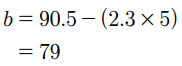 b = 90.5 − (2.3 × 5)
= 79